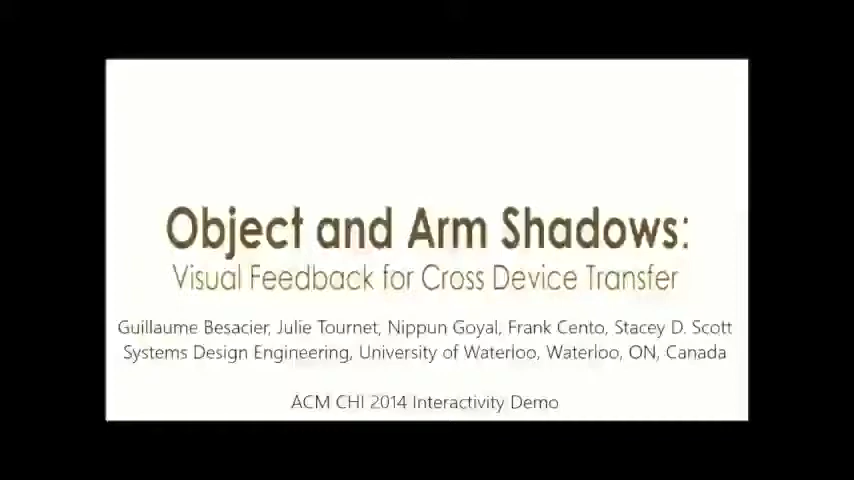 Object and Arm Shadows:
Visual Feedback for Cross Device Transfer
Guillaume Besacier, Julie Tournet, Nippun Goyal, Frank Cento, Stacey D. Scott
Systems Design Engineering, University of Waterloo, Waterloo, ON, Canada
ACM CHI 2014 Interactivity Demo